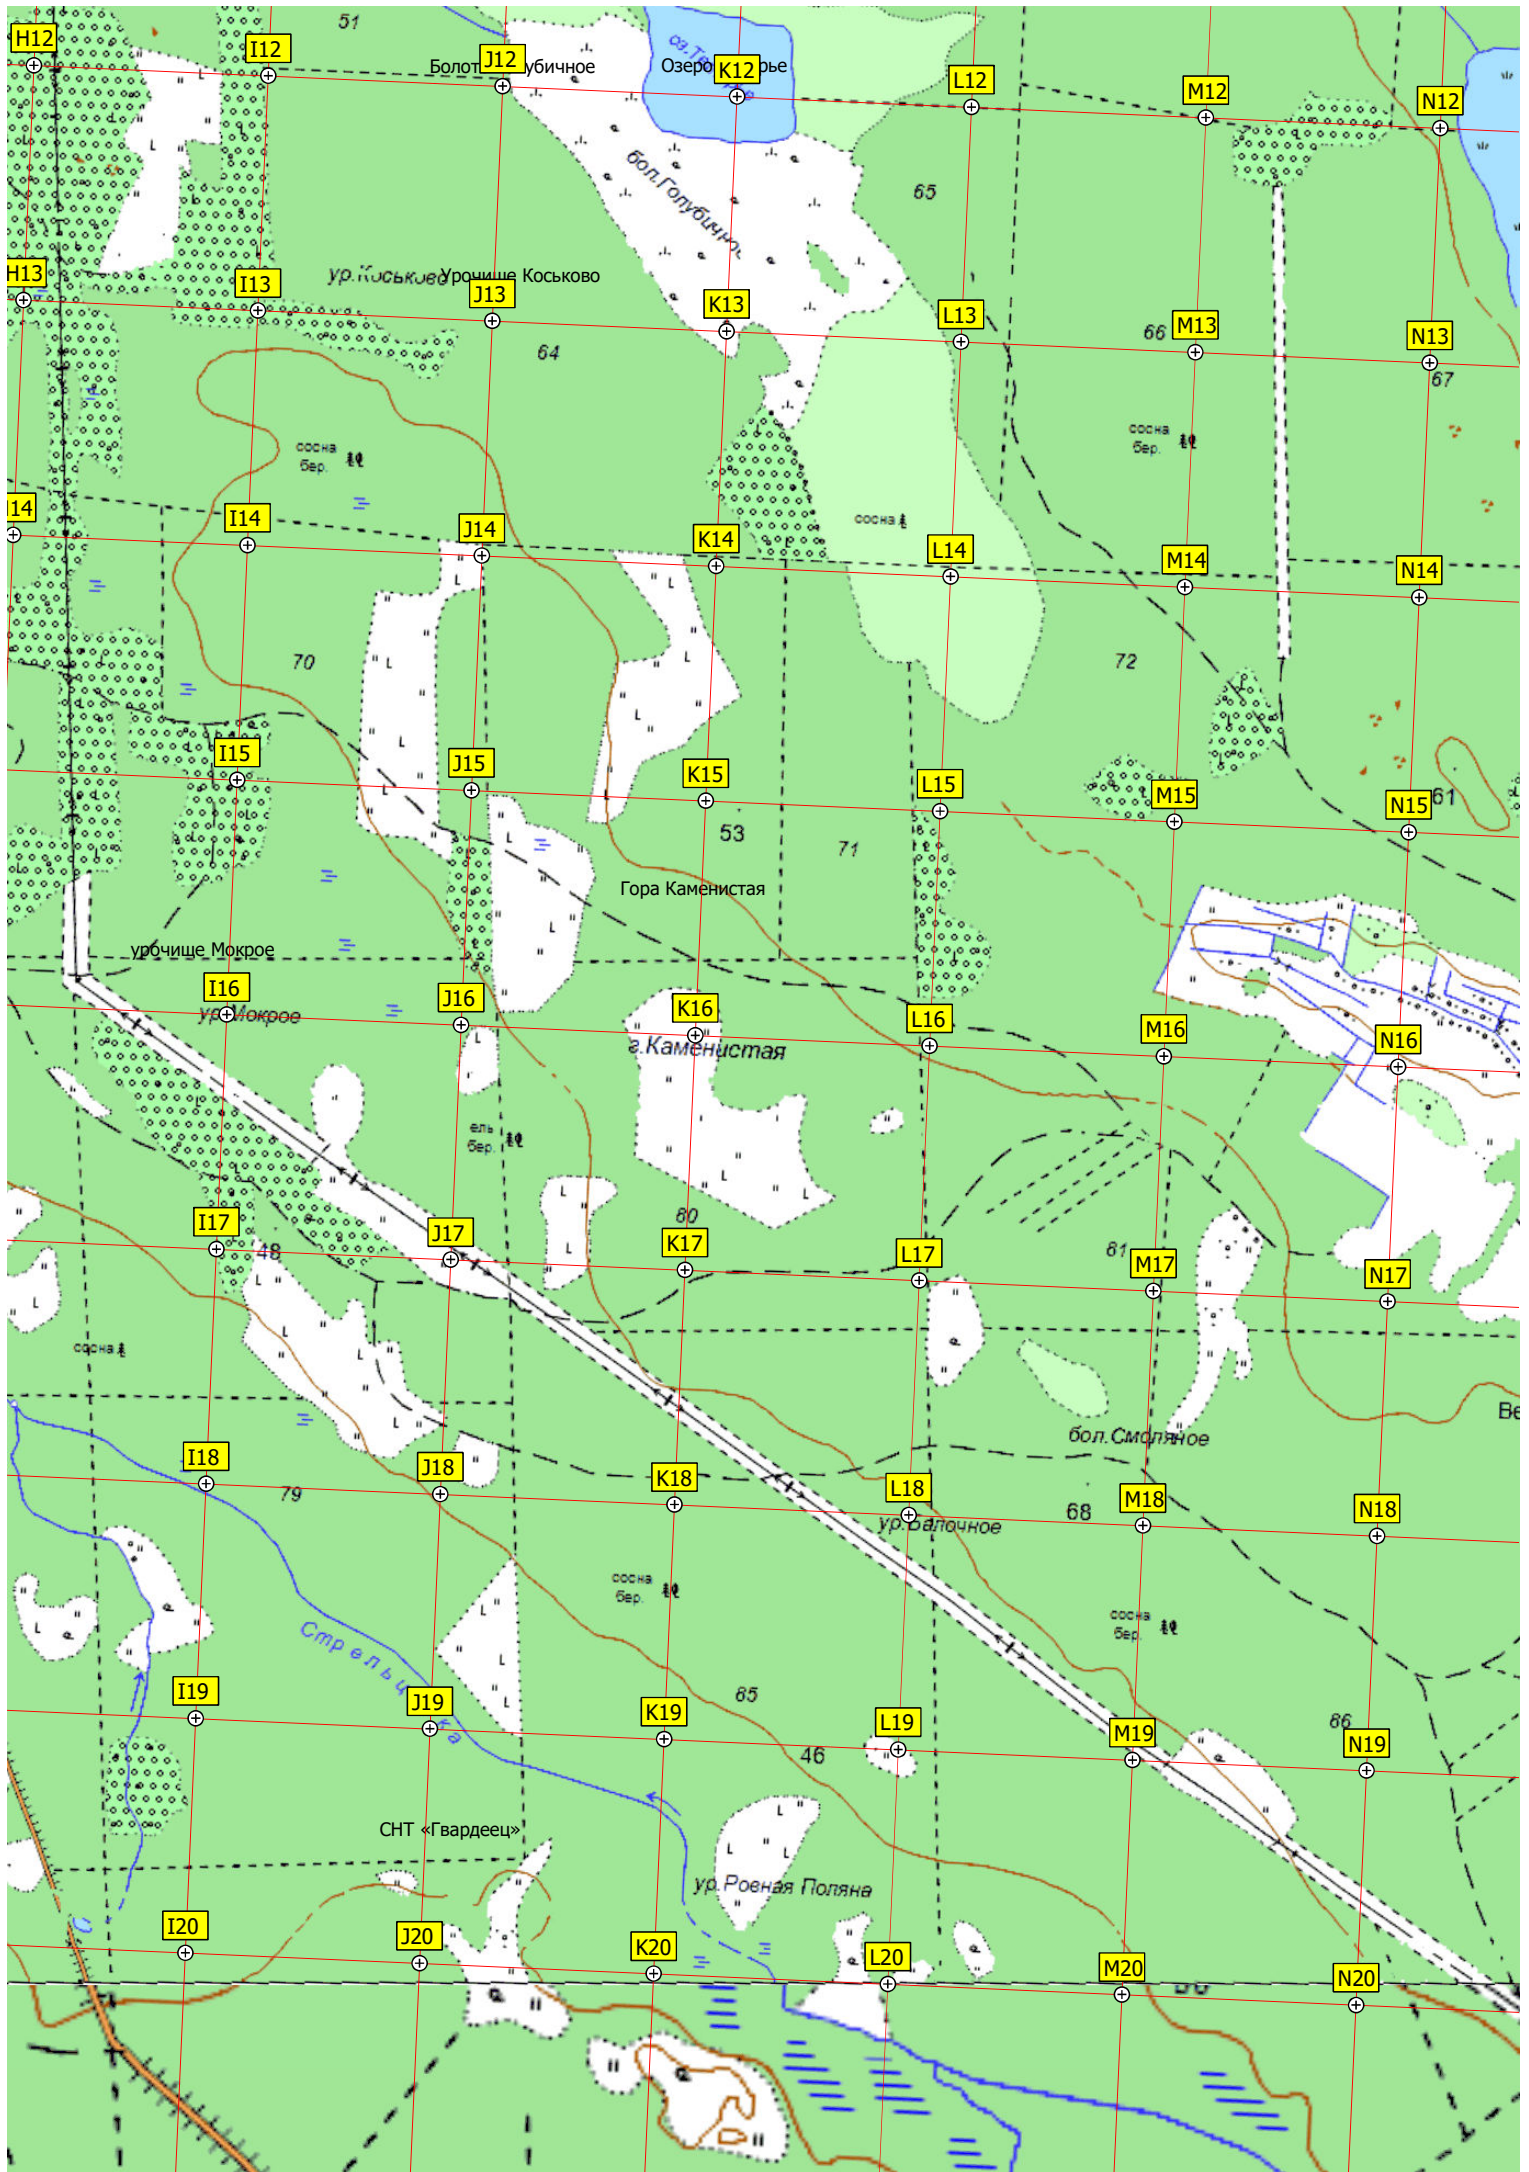 51
H12
I12
J12
K12
L12
M12
N12
Болот
убичное
Озеро
рье
бол.Голубичное
65
H13
I13
J13
K13
L13
M13
N13
ур.Коськово
Урочище Коськово
64
66
67
сосна
бер.
сосна
бер.
14
I14
J14
K14
L14
M14
N14
сосна
70
72
I15
J15
K15
L15
M15
N15
61
53
71
Гора Каменистая
урочище Мокрое
I16
J16
K16
L16
M16
N16
ур.Мокрое
г.Каменистая
ель
бер.
80
I17
J17
K17
L17
M17
N17
48
81
сосна
Ве
бол.Смоляное
I18
J18
K18
L18
M18
N18
79
68
ур.Балочное
сосна
бер.
сосна
бер.
85
86
I19
J19
K19
L19
M19
N19
46
СНТ «Гвардеец»
ур.Ровная Поляна
I20
J20
K20
L20
M20
N20